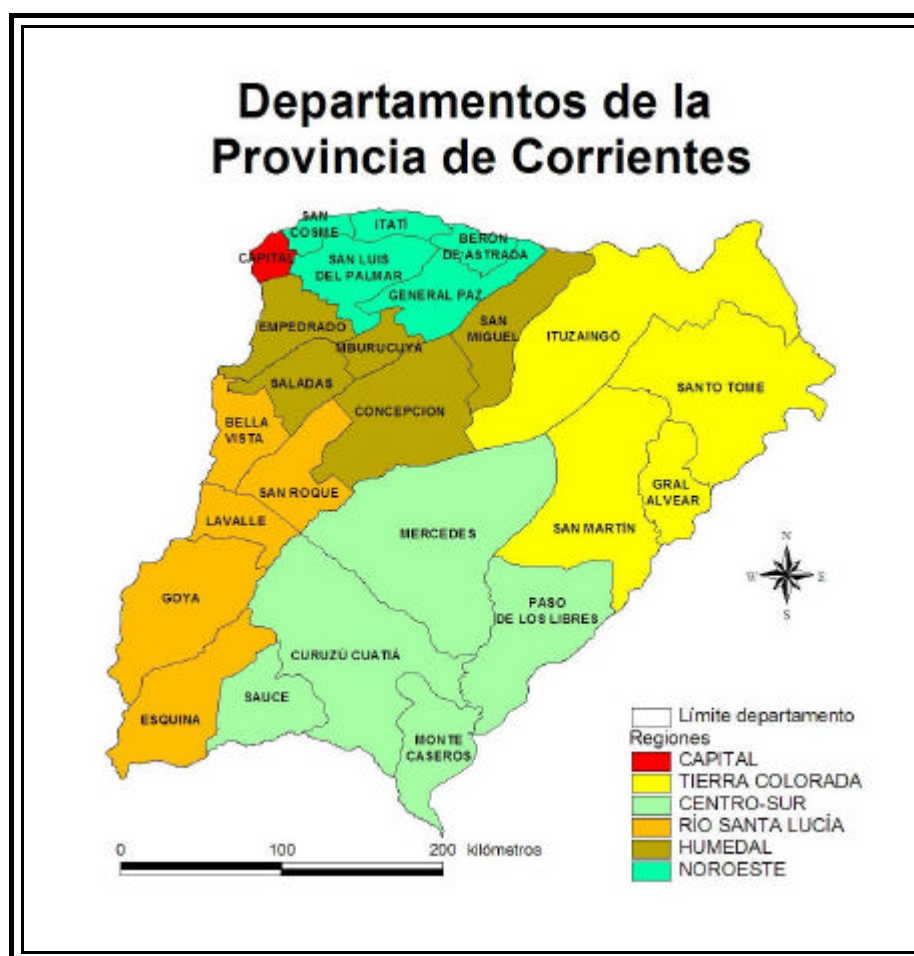 Departamentos de la
Provincia de Corrientes
SAN
COSME
ITATÍ
BERÓN
DE ASTRADA
CAPITAL
SAN LUIS
DEL PALMAR
GENERAL PAZ
EMPEDRADO
MBURUCUYÁ
SAN
MIGUEL
ITUZAINGÓ
SALADAS
CONCEPCION
SANTO TOME
BELLA
VISTA
SAN ROQUE
GRAL
ALVEAR
LAVALLE
MERCEDES
SAN MARTÍN
GOYA
PASO
DE LOS LIBRES
CURUZÚ CUATIÁ
SAUCE
ESQUINA
MONTE
CASEROS
N
W E
S
Límite departamento
Regiones
CAPITAL
TIERRA COLORADA
CENTRO-SUR
RÍO SANTA LUCÍA
HUMEDAL
NOROESTE
0 100 200 kilómetros